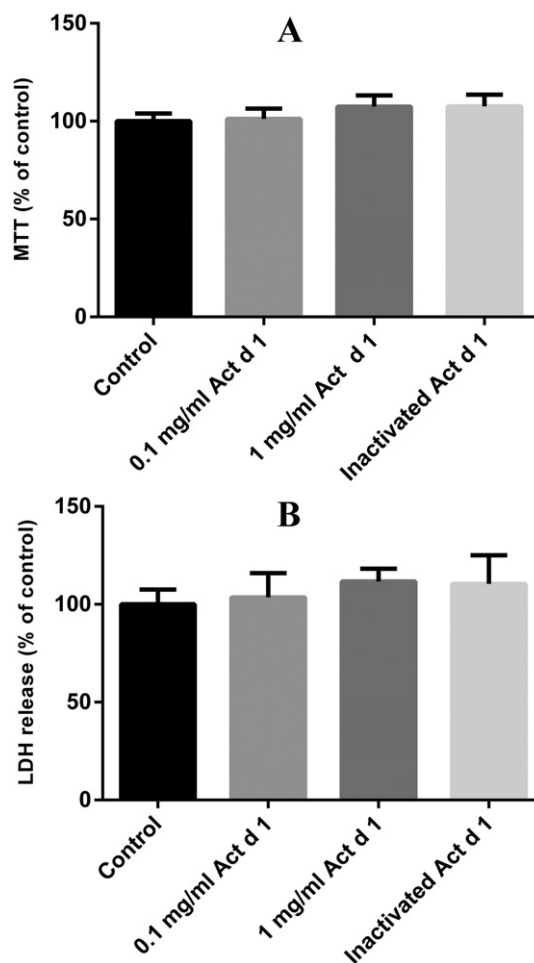 A
MTT (% of control)
150
100
50
0
Control
0.1 mg/ml Act d 1
1 mg/ml Act d 1
Inactivated Act d 1
B
LDH release (% of control)
150
100
50
0
Control
0.1 mg/ml Act d 1
1 mg/ml Act d 1
Inactivated Act d 1